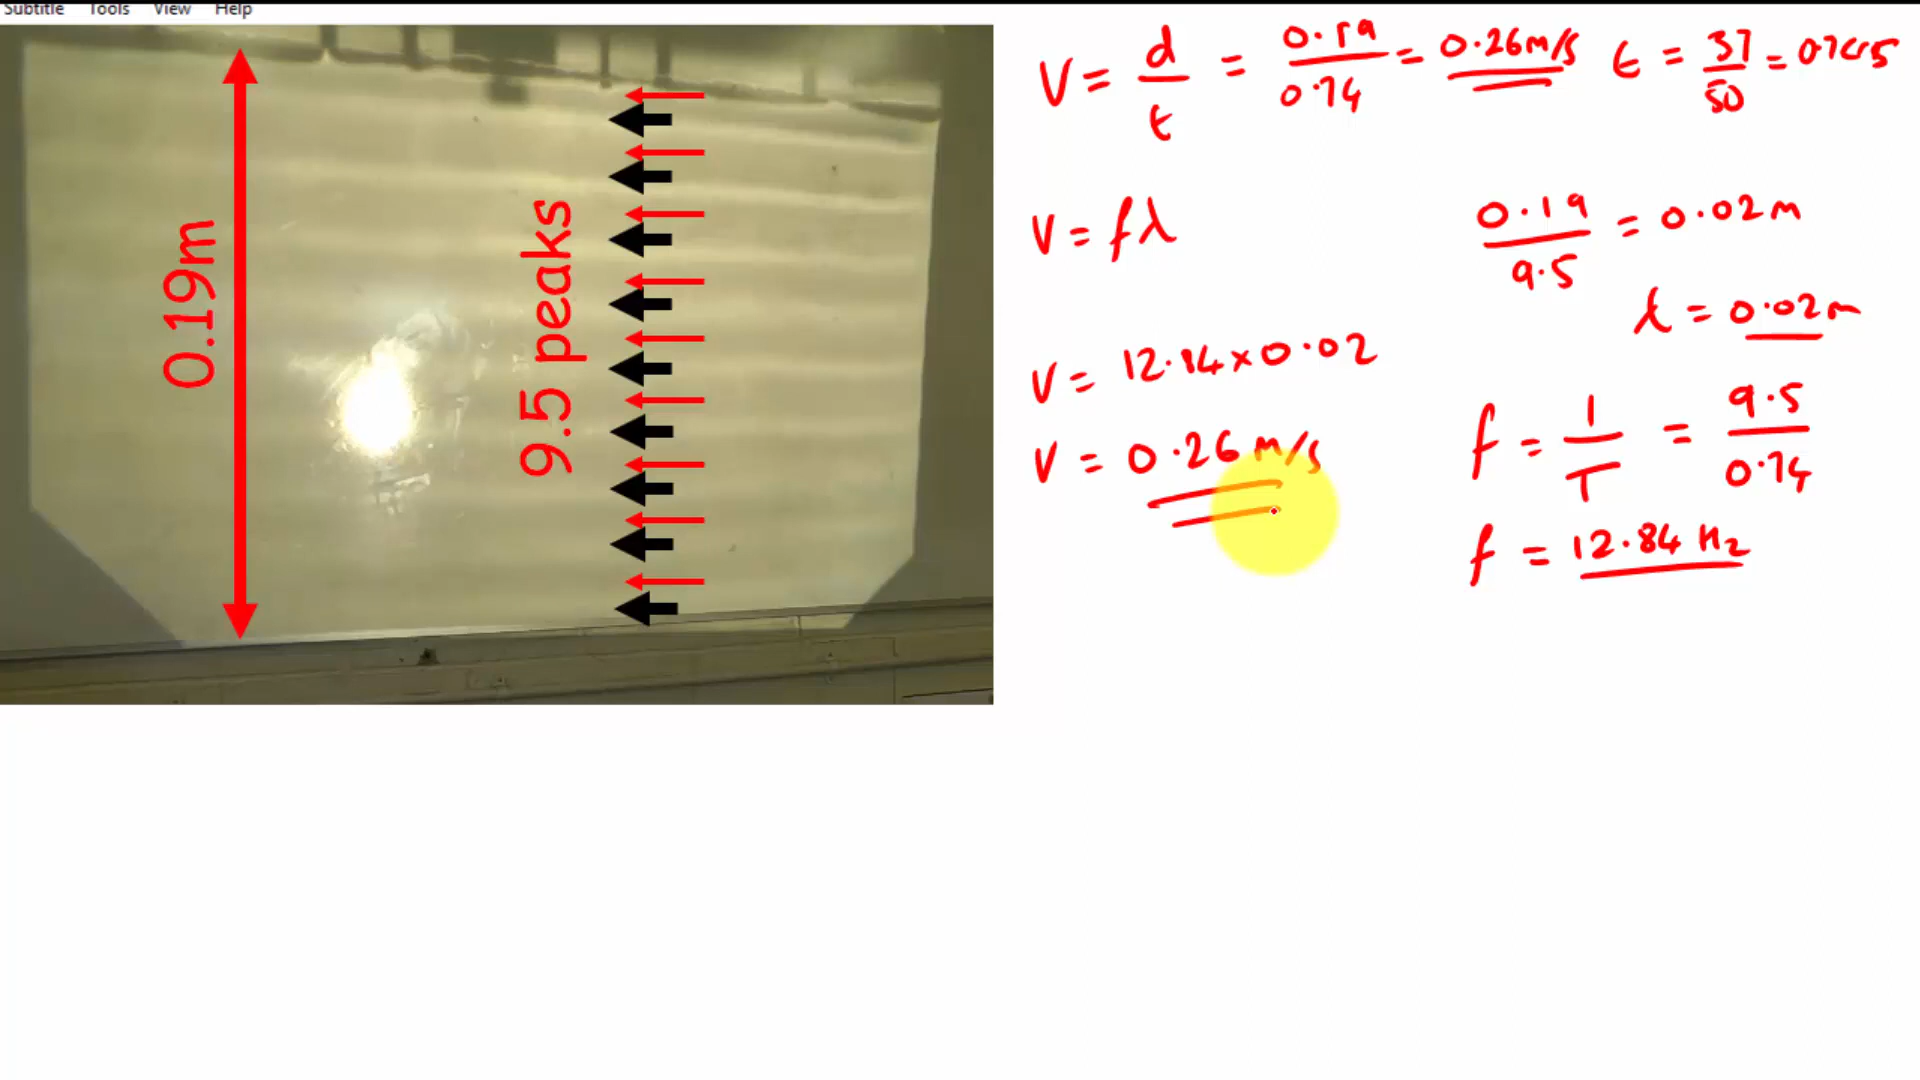 Subtitle Tools View Help
0.19m
9.5 peaks
V = d/t = 0.19/0.74 = 0.26m/s t = 37/50 = 0.74s
V = fλ
0.19/9.5 = 0.02m
λ = 0.02m
V = 12.84 x 0.02
V = 0.26 m/s
f = 1/T = 9.5/0.74
f = 12.84 Hz